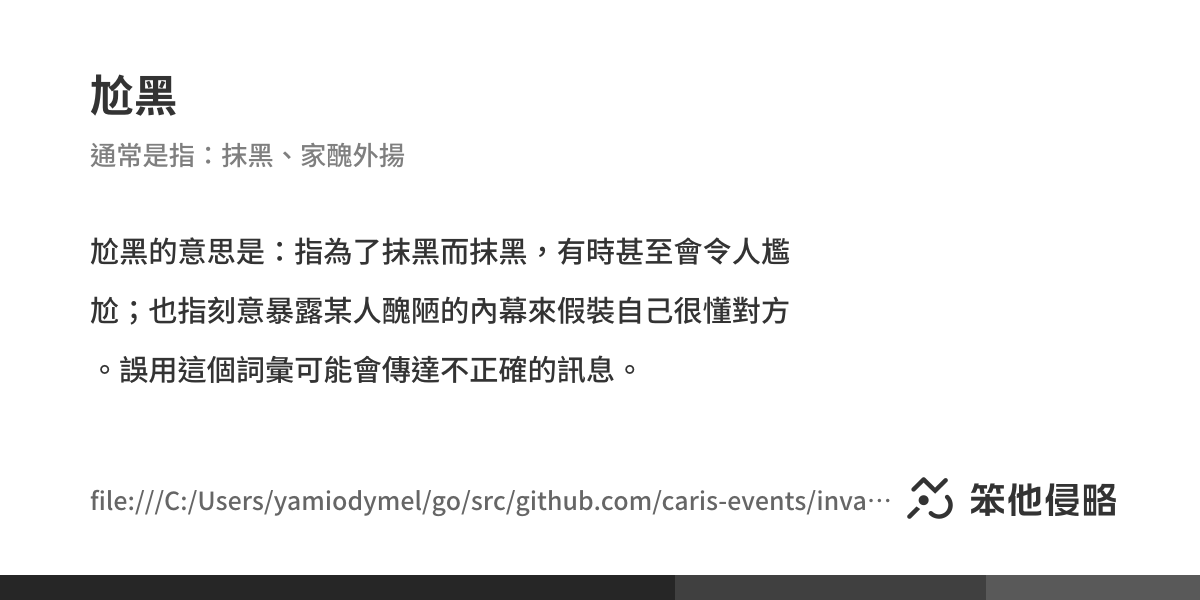 尬黑
通常是指：抹黑、家醜外揚
尬黑的意思是：指為了抹黑而抹黑，有時甚至會令人尷
尬；也指刻意暴露某人醜陋的內幕來假裝自己很懂對方
。誤用這個詞彙可能會傳達不正確的訊息。
file:///C:/Users/yamiodymel/go/src/github.com/caris-events/inva⋯
笨他侵略